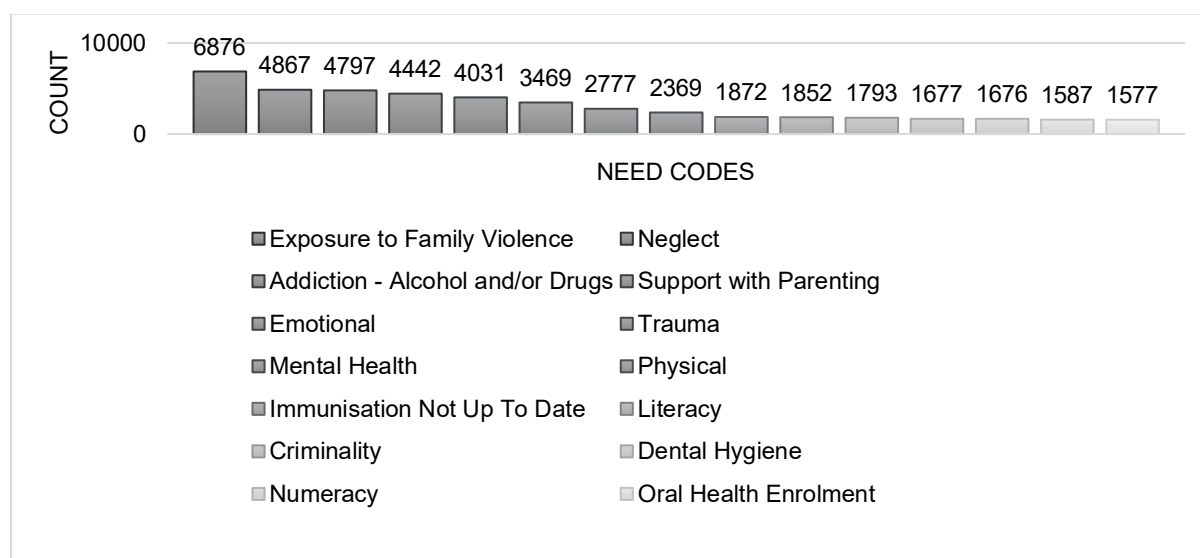 10000
6876 4867 4797 4442 4031 3469 2777 2369 1872 1852 1793 1677 1676 1587 1577
COUNT
0
NEED CODES
Exposure to Family Violence Neglect
Addiction - Alcohol and/or Drugs Support with Parenting
Emotional Trauma
Mental Health Physical
Immunisation Not Up To Date Literacy
Criminality Dental Hygiene
Numeracy Oral Health Enrolment